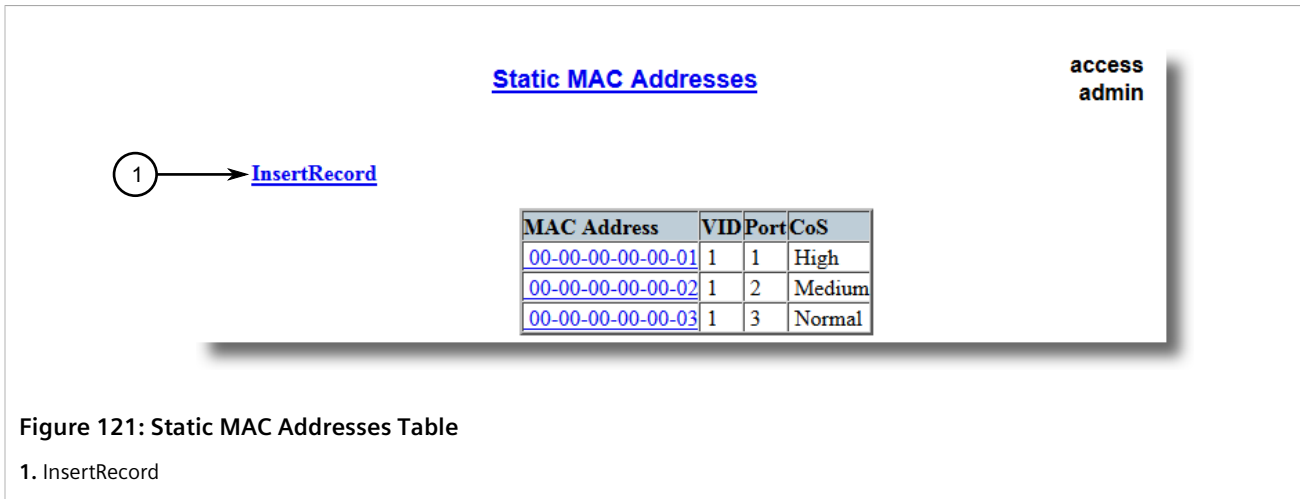 Static MAC Addresses
access
admin
1
InsertRecord
MAC Address VID Port CoS
00-00-00-00-00-01 1 1 High
00-00-00-00-00-02 1 2 Medium
00-00-00-00-00-03 1 3 Normal
Figure 121: Static MAC Addresses Table
1. InsertRecord